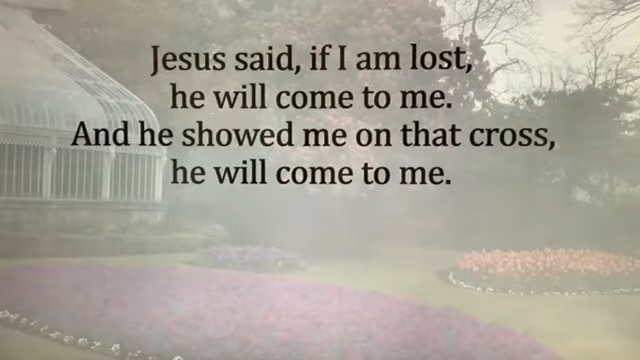 Jesus said, if I am lost,
he will come to me.
And he showed me on that cross,
he will come to me.